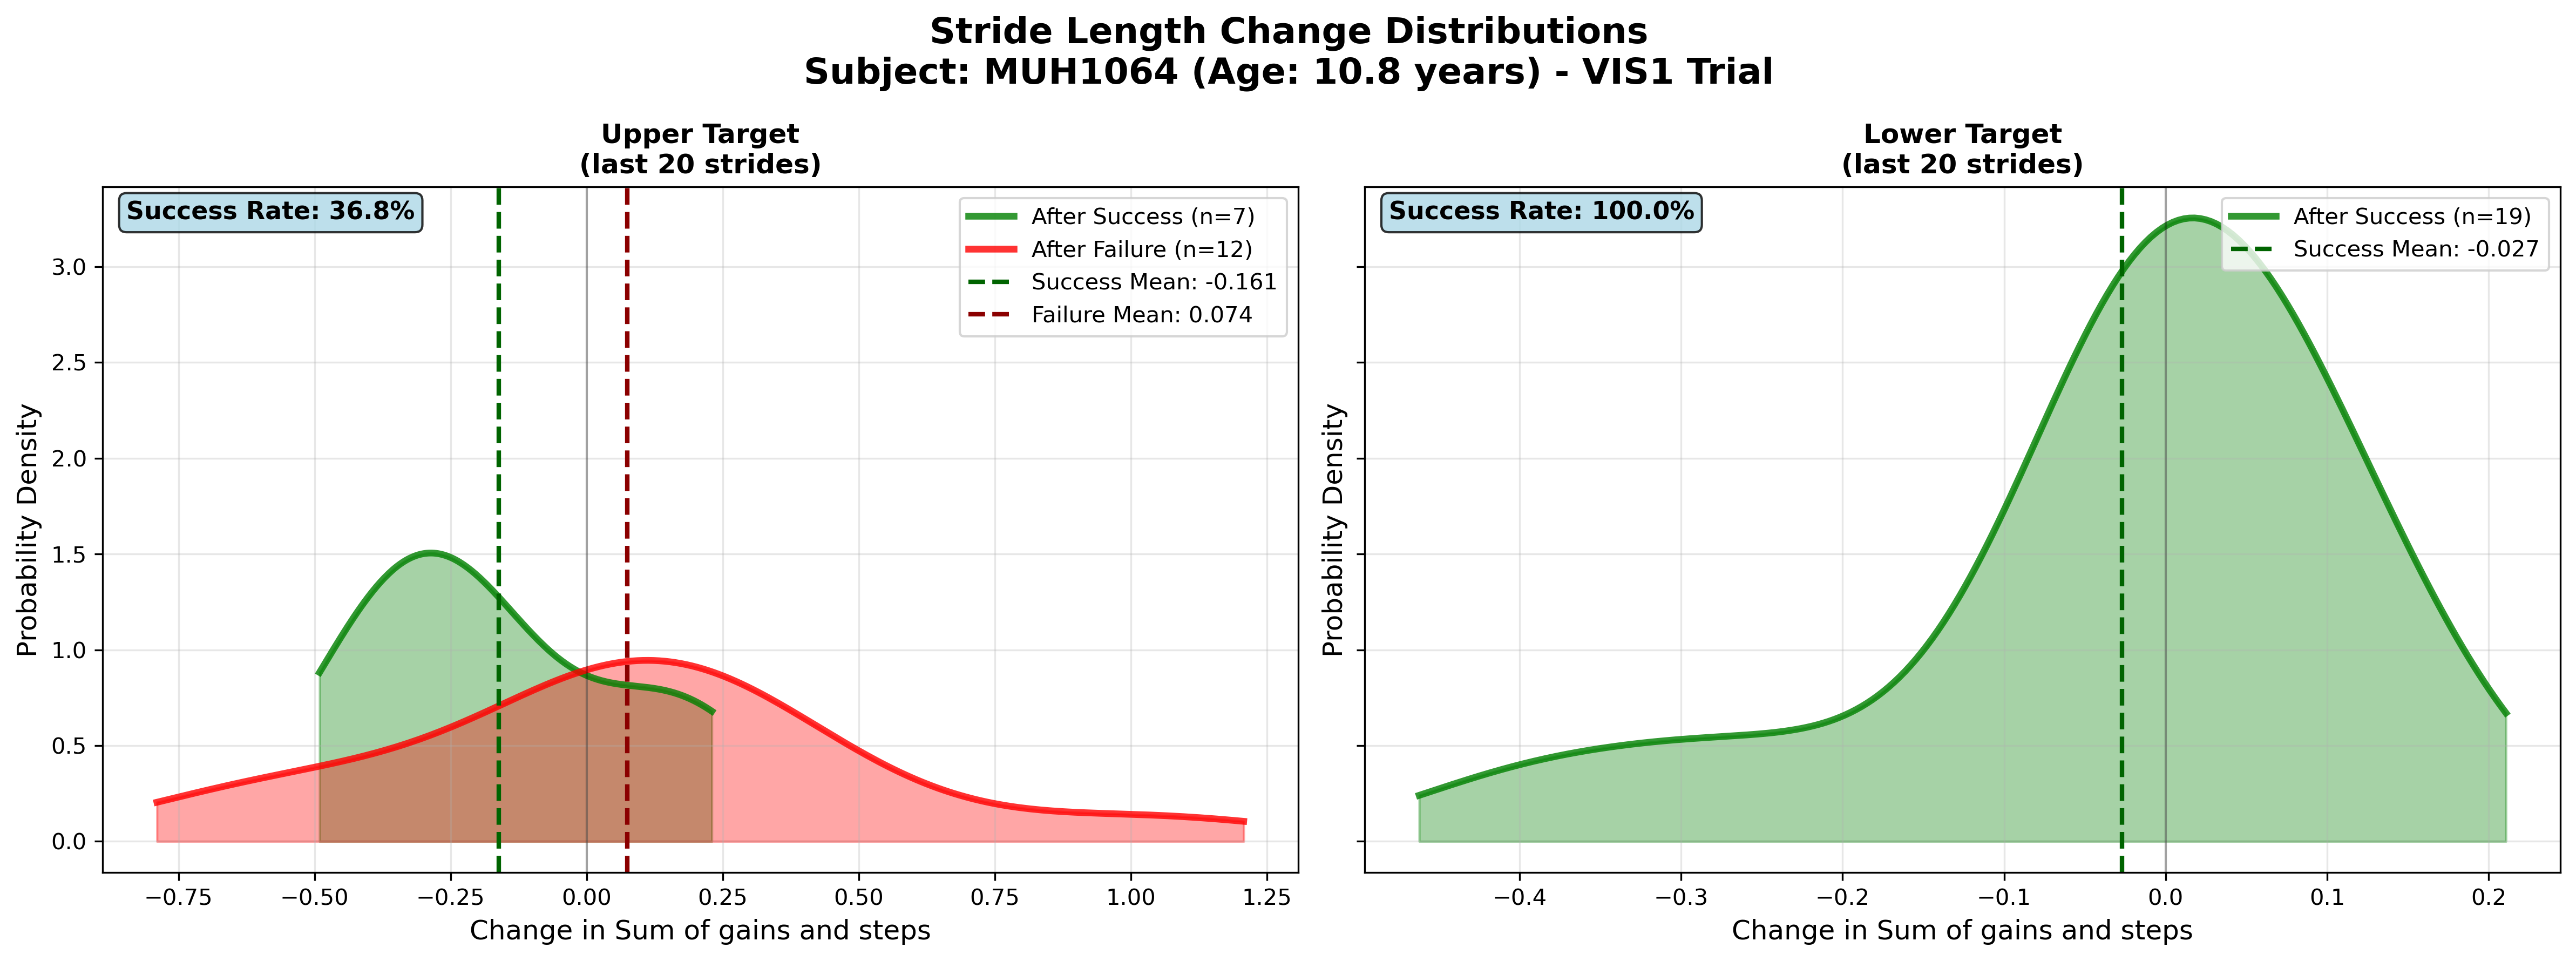 Stride Length Change Distributions
Subject: MUH1064 (Age: 10.8 years) - VIS1 Trial
Upper Target
(last 20 strides)
Success Rate: 36.8%
After Success (n=7)
After Failure (n=12)
Success Mean: -0.161
Failure Mean: 0.074
Probability Density
3.0
2.5
2.0
1.5
1.0
0.5
0.0
−0.75 −0.50 −0.25 0.00 0.25 0.50 0.75 1.00 1.25
Change in Sum of gains and steps
Lower Target
(last 20 strides)
Success Rate: 100.0%
After Success (n=19)
Success Mean: -0.027
Probability Density
−0.4 −0.3 −0.2 −0.1 0.0 0.1 0.2
Change in Sum of gains and steps